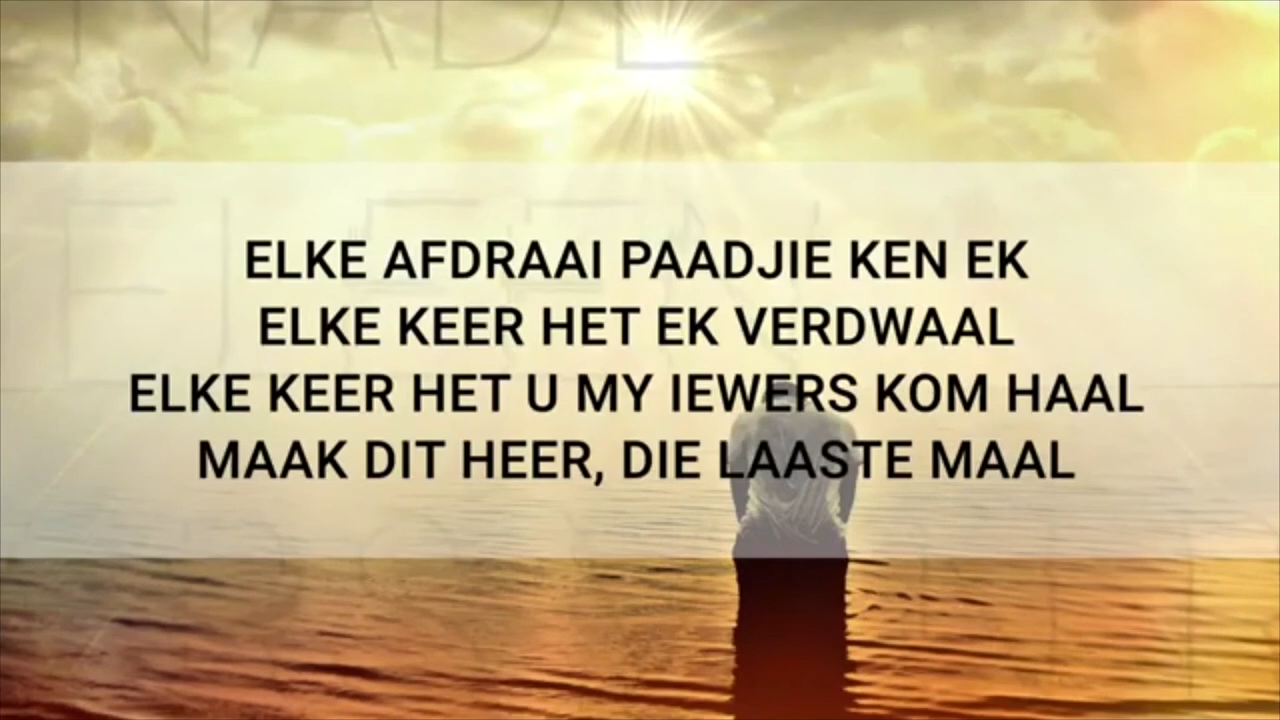 ELKE AFDRAAI PAADJIE KEN EK
ELKE KEER HET EK VERDWAAL
ELKE KEER HET U MY IEWERS KOM HAAL
MAAK DIT HEER, DIE LAASTE MAAL